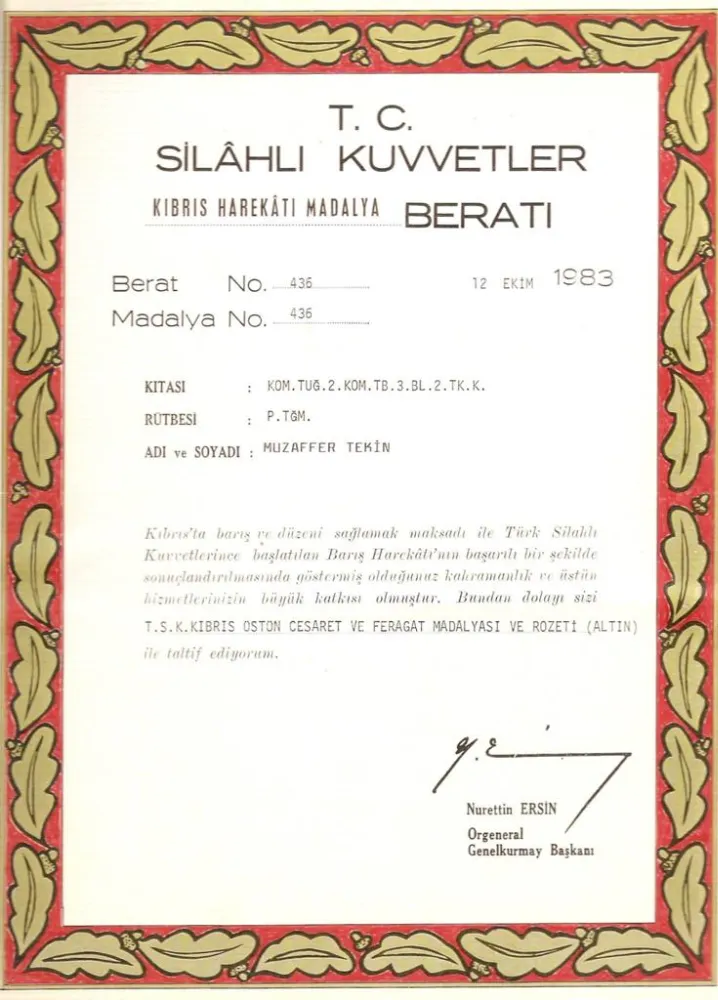 T. C.
SİLÂHLI KUVVETLER
KIBRIS HAREKÂTI MADALYA BERATI
Berat No. 436 12 EKİM 1983
Madalya No. 436
KITASI : KOM.TUĞ.2.KOM.TB.3.BL.2.TK.K.
RÜTBESİ : P.TĞM.
ADI ve SOYADI : MUZAFFER TEKİN
Kıbrıs'ta barış ve düzeni sağlamak maksadı ile Türk Silahlı
Kuvvetlerince başlatılan Barış Harekâtı'nın başarılı bir şekilde
sonuçlandırılmasında göstermiş olduğunuz kahramanlık ve üstün
hizmetlerinizin büyük katkısı olmuştur. Bundan dolayı sizi
T.S.K.KIBRIS OSTON CESARET VE FERAGAT MADALYASI VE ROZETİ (ALTIN)
ile taltif ediyorum.
Nurettin ERSİN
Orgeneral
Genelkurmay Başkanı